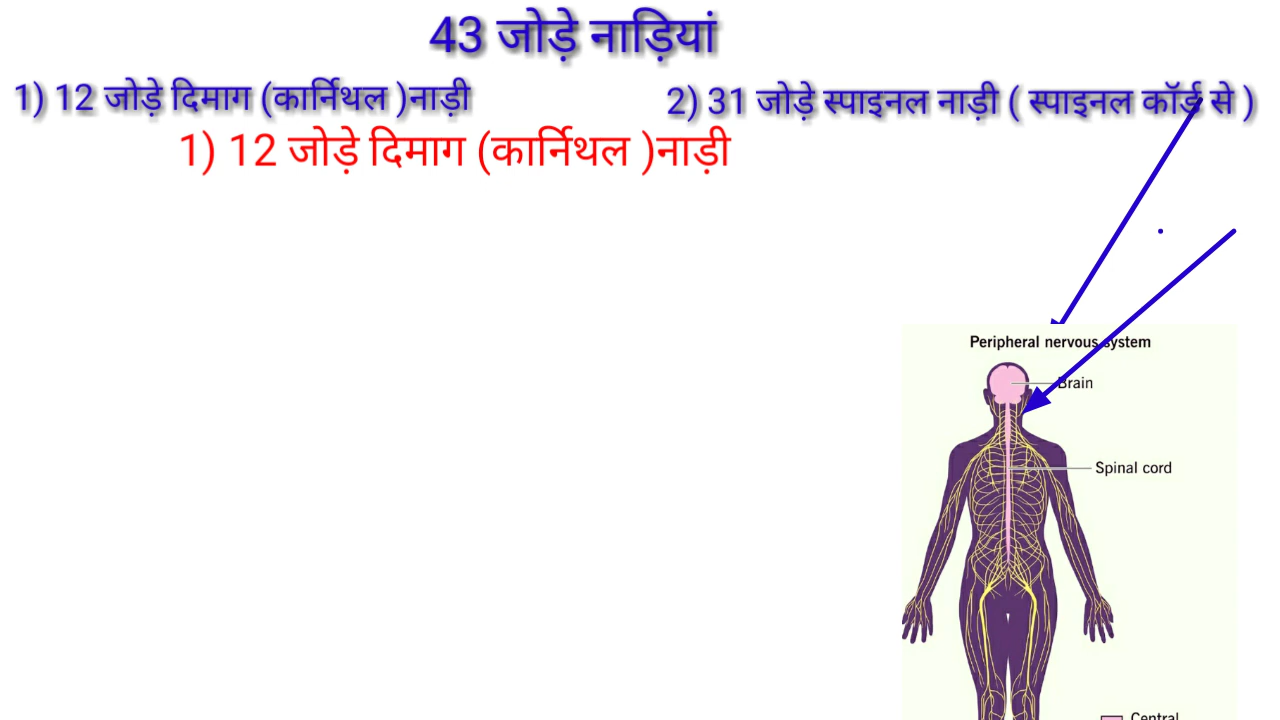 43 जोड़े नाड़ियां
1) 12 जोड़े दिमाग (कार्निथल )नाड़ी
2) 31 जोड़े स्पाइनल नाड़ी ( स्पाइनल कॉर्ड से )
1) 12 जोड़े दिमाग (कार्निथल )नाड़ी
Peripheral nervous system
Brain
Spinal cord
Central